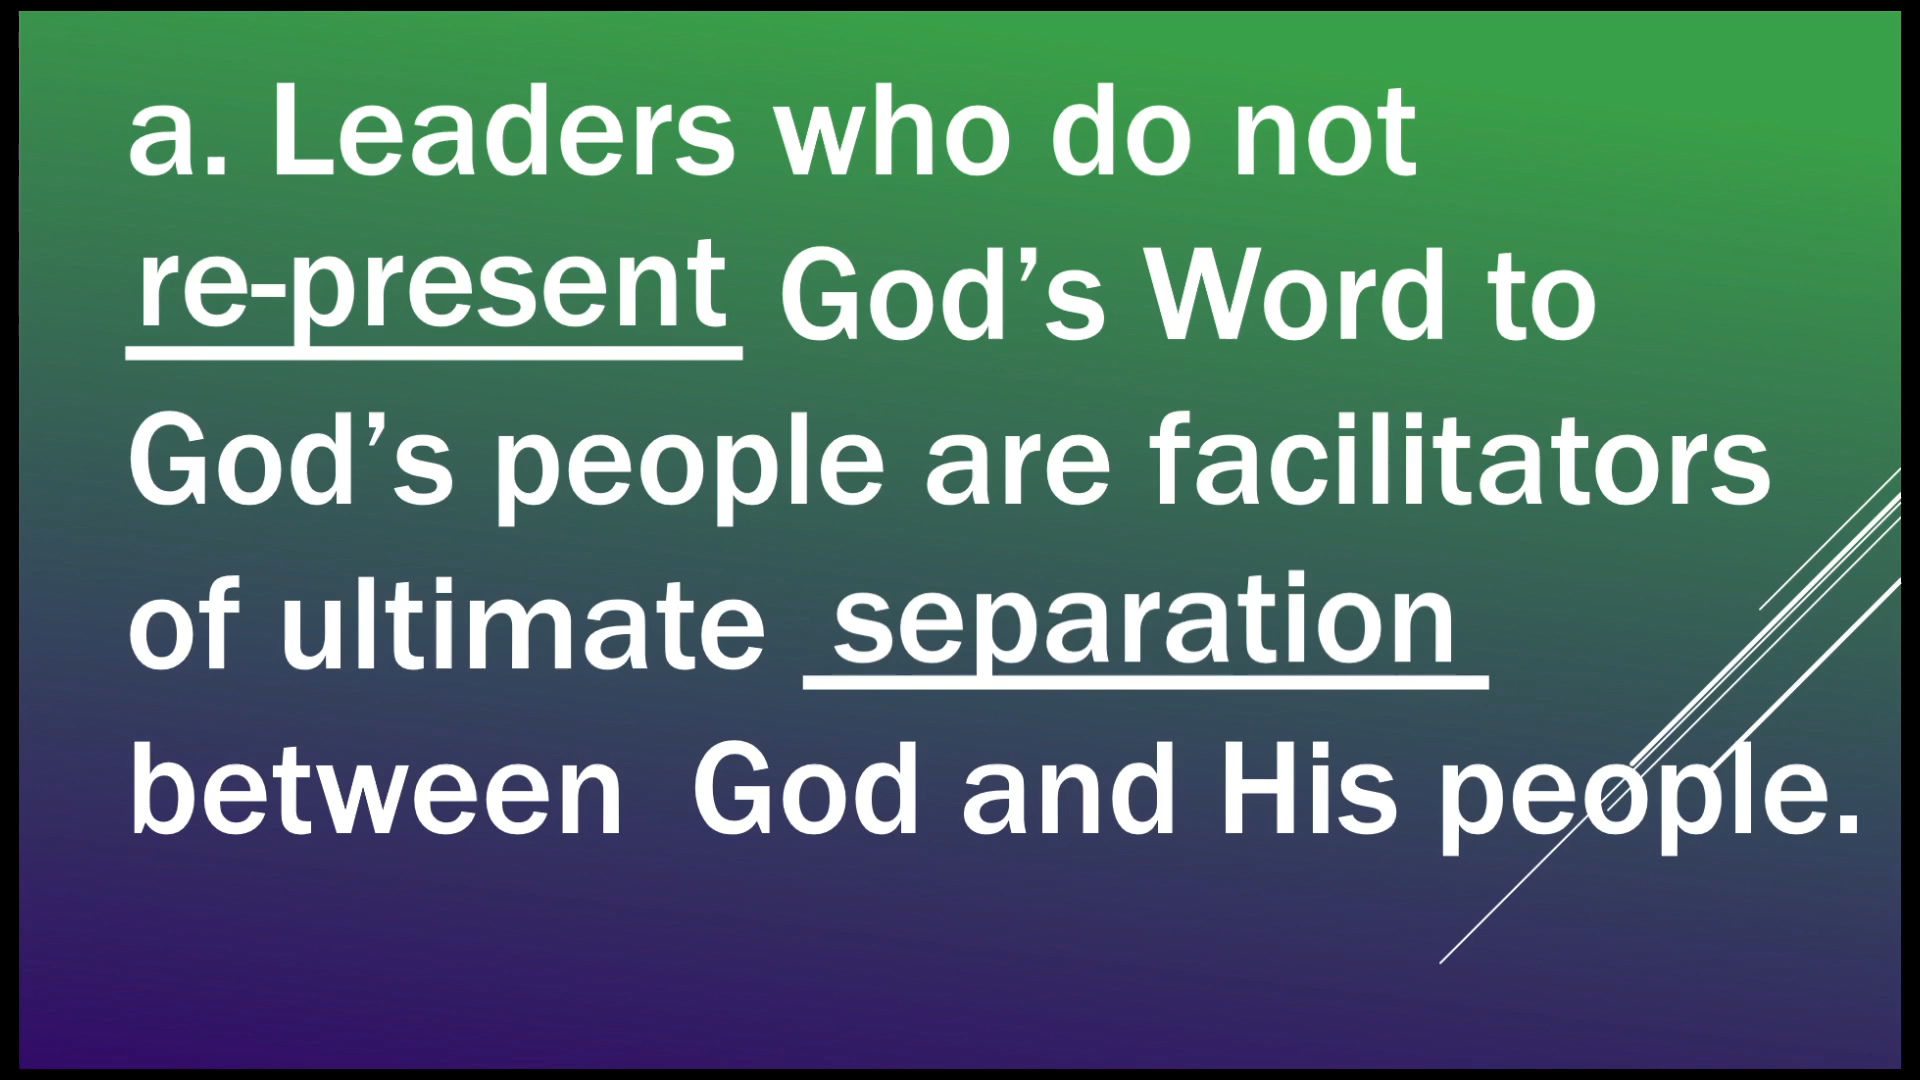 a. Leaders who do not
re-present God’s Word to
God’s people are facilitators
of ultimate separation
between God and His people.